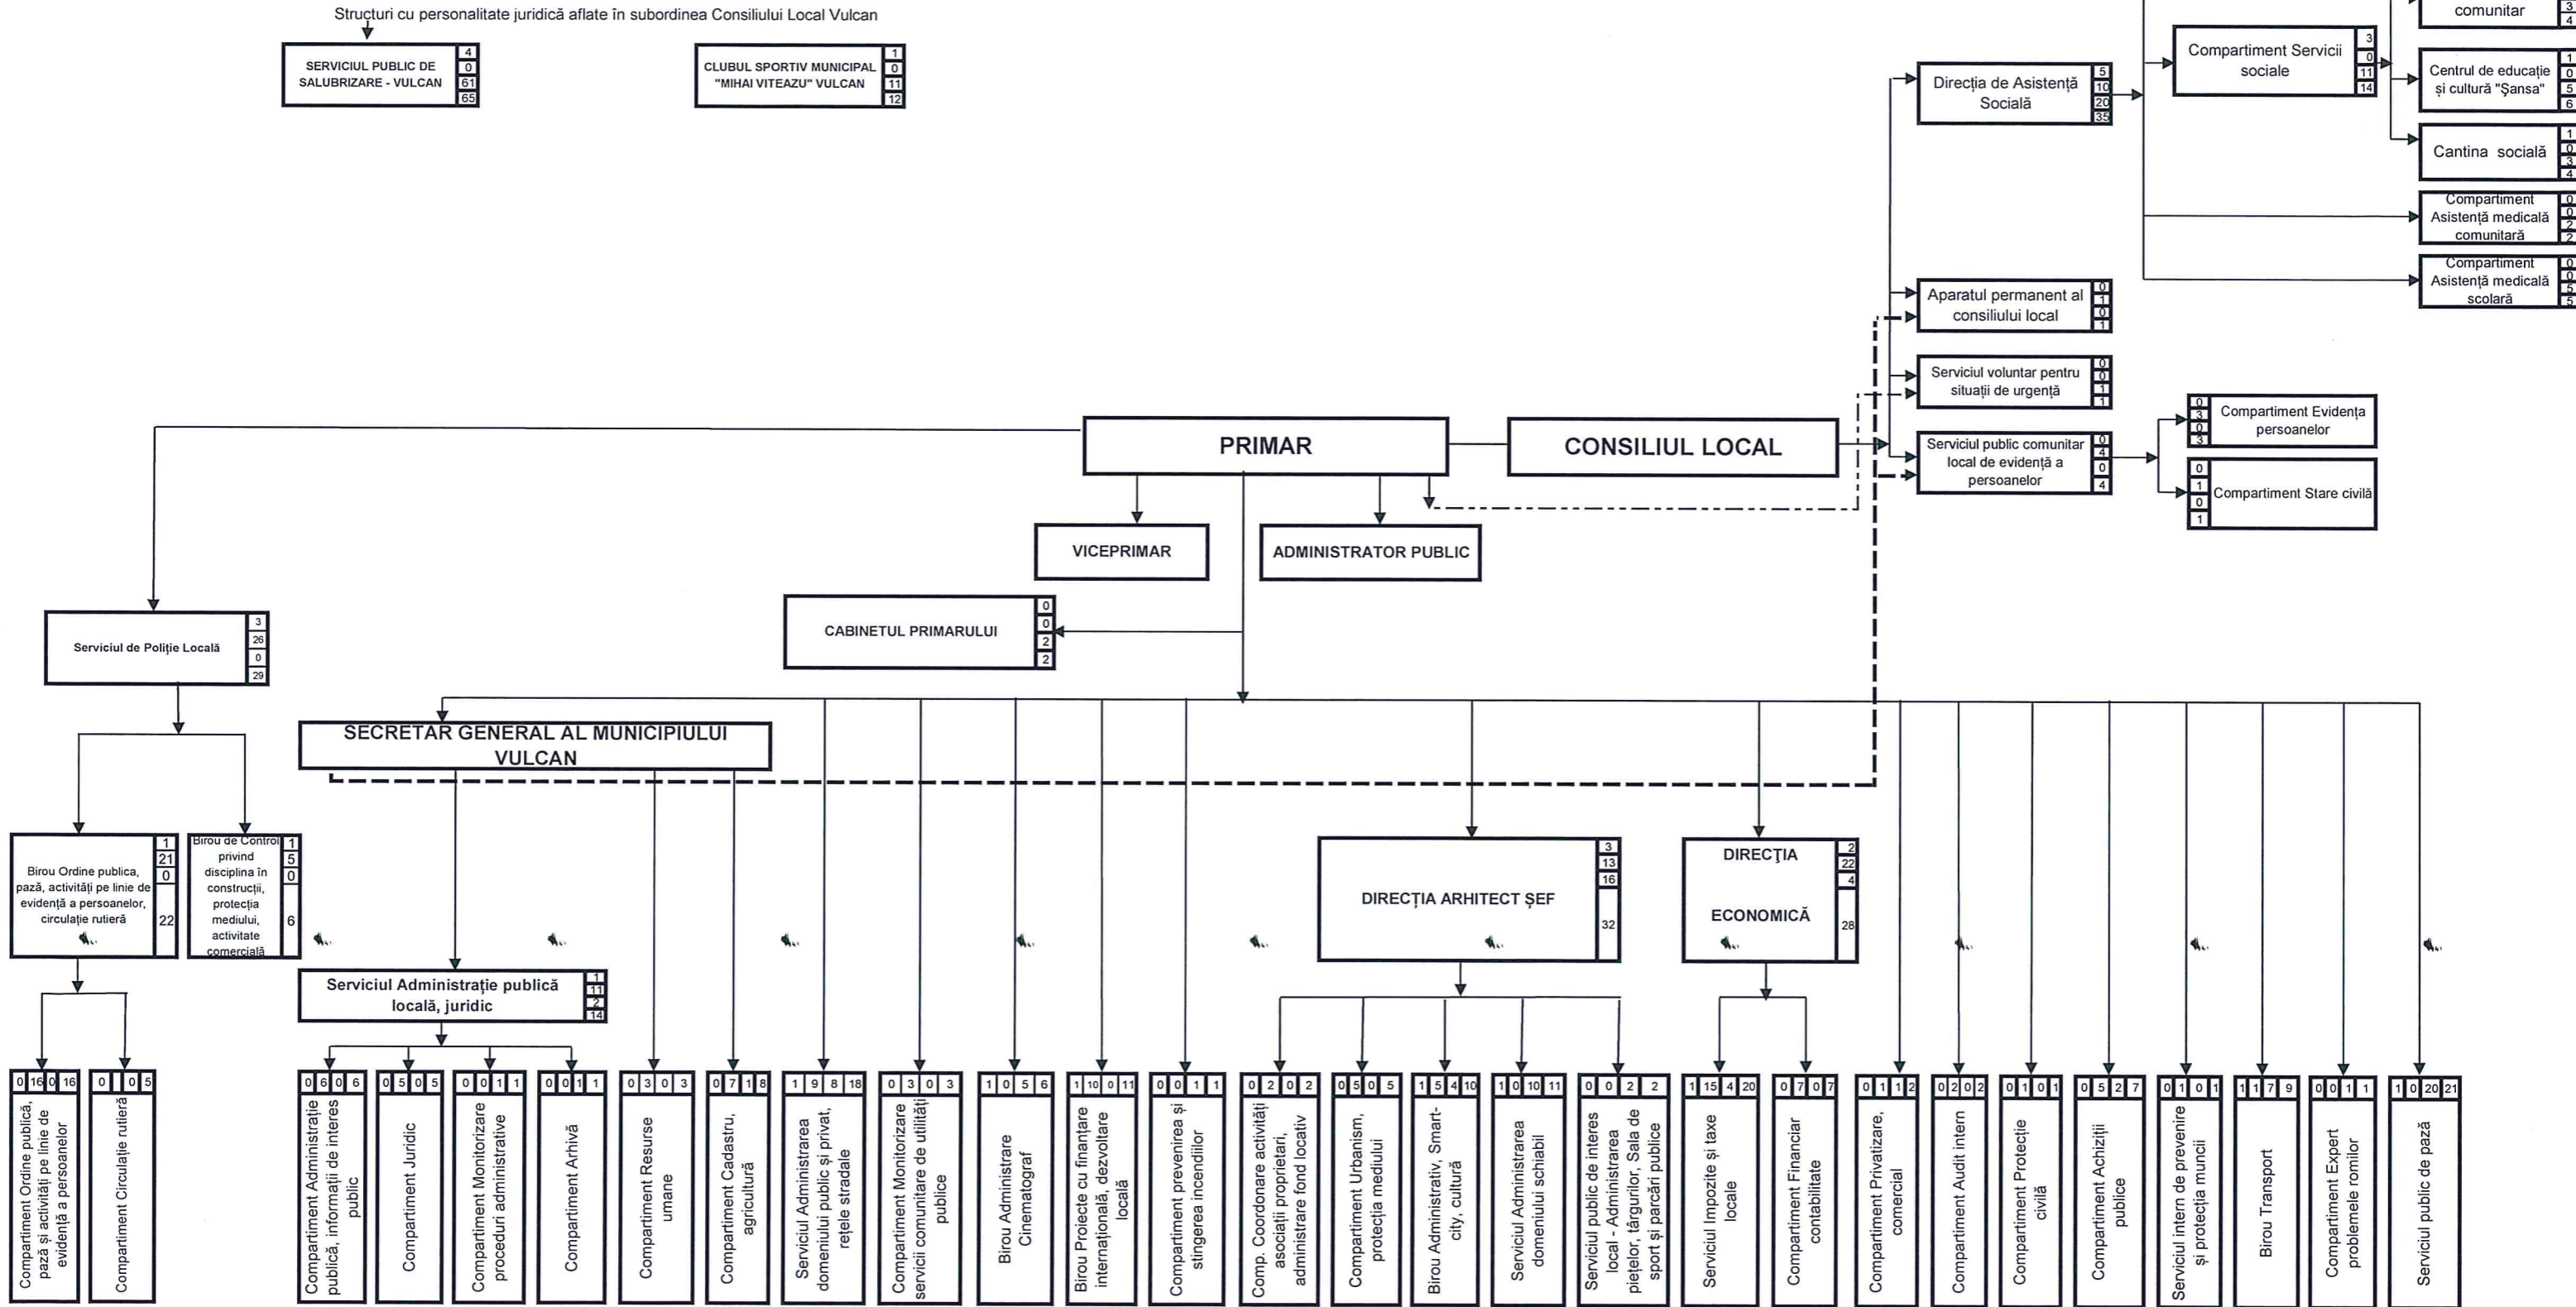 Structuri cu personalitate juridică aflate în subordinea Consiliului Local Vulcan
SERVICIUL PUBLIC DE
SALUBRIZARE - VULCAN
4
0
61
65
CLUBUL SPORTIV MUNICIPAL
"MIHAI VITEAZU" VULCAN
1
0
11
12
Direcția de Asistență
Socială
5
10
20
35
Compartiment Servicii
sociale
3
0
11
14
comunitar
3
4
Centrul de educație
și cultură "Șansa"
1
0
5
6
Cantina socială
1
0
3
4
Compartiment
Asistență medicală
comunitară
0
0
2
2
Compartiment
Asistență medicală
scolară
0
0
5
5
Aparatul permanent al
consiliului local
0
1
0
1
Serviciul voluntar pentru
situații de urgență
0
0
1
1
Serviciul public comunitar
local de evidență a
persoanelor
0
4
0
4
0
3
0
3
Compartiment Evidența
persoanelor
0
1
0
1
Compartiment Stare civilă
PRIMAR
CONSILIUL LOCAL
VICEPRIMAR
ADMINISTRATOR PUBLIC
CABINETUL PRIMARULUI
0
0
2
2
Serviciul de Poliție Locală
3
26
0
29
SECRETAR GENERAL AL MUNICIPIULUI
VULCAN
Birou Ordine publica,
pază, activități pe linie de
evidență a persoanelor,
circulație rutieră
1
21
0
22
Birou de Control
privind
disciplina în
construcții,
protecția
mediului,
activitate
comercială
1
5
0
6
DIRECȚIA ARHITECT ȘEF
3
13
16
32
DIRECŢIA
ECONOMICĂ
2
22
4
28
Serviciul Administrație publică
locală, juridic
1
11
2
14
0 16 0 16
Compartiment Ordine publică,
pază și activități pe linie de
evidență a persoanelor
0 0 5
Compartiment Circulație rutieră
0 6 0 6
Compartiment Administrație
publică, informații de interes
public
0 5 0 5
Compartiment Juridic
0 0 1 1
Compartiment Monitorizare
proceduri administrative
0 0 1 1
Compartiment Arhivă
0 3 0 3
Compartiment Resurse
umane
0 7 1 8
Compartiment Cadastru,
agricultură
1 9 8 18
Serviciul Administrarea
domeniului public și privat,
rețele stradale
0 3 0 3
Compartiment Monitorizare
servicii comunitare de utilități
publice
1 0 5 6
Birou Administrare
Cinematograf
1 10 0 11
Birou Proiecte cu finanțare
internațională, dezvoltare
locală
0 0 1 1
Compartiment prevenirea și
stingerea incendiilor
0 2 0 2
Comp. Coordonare activități
asociații proprietari,
administrare fond locativ
0 5 0 5
Compartiment Urbanism,
protecția mediului
1 5 4 10
Birou Administrativ, Smart-
city, cultură
1 0 10 11
Serviciul Administrarea
domeniului schiabil
0 0 2 2
Serviciul public de interes
local - Administrarea
piețelor, târgurilor, Sala de
sport și parcări publice
1 15 4 20
Serviciul Impozite și taxe
locale
0 7 0 7
Compartiment Financiar
contabilitate
0 1 1 2
Compartiment Privatizare,
comercial
0 2 0 2
Compartiment Audit intern
0 1 0 1
Compartiment Protecție
civilă
0 5 2 7
Compartiment Achiziții
publice
0 1 0 1
Serviciul intern de prevenire
și protecția muncii
1 1 7 9
Birou Transport
0 0 1 1
Compartiment Expert
problemele romilor
1 0 20 21
Serviciul public de pază